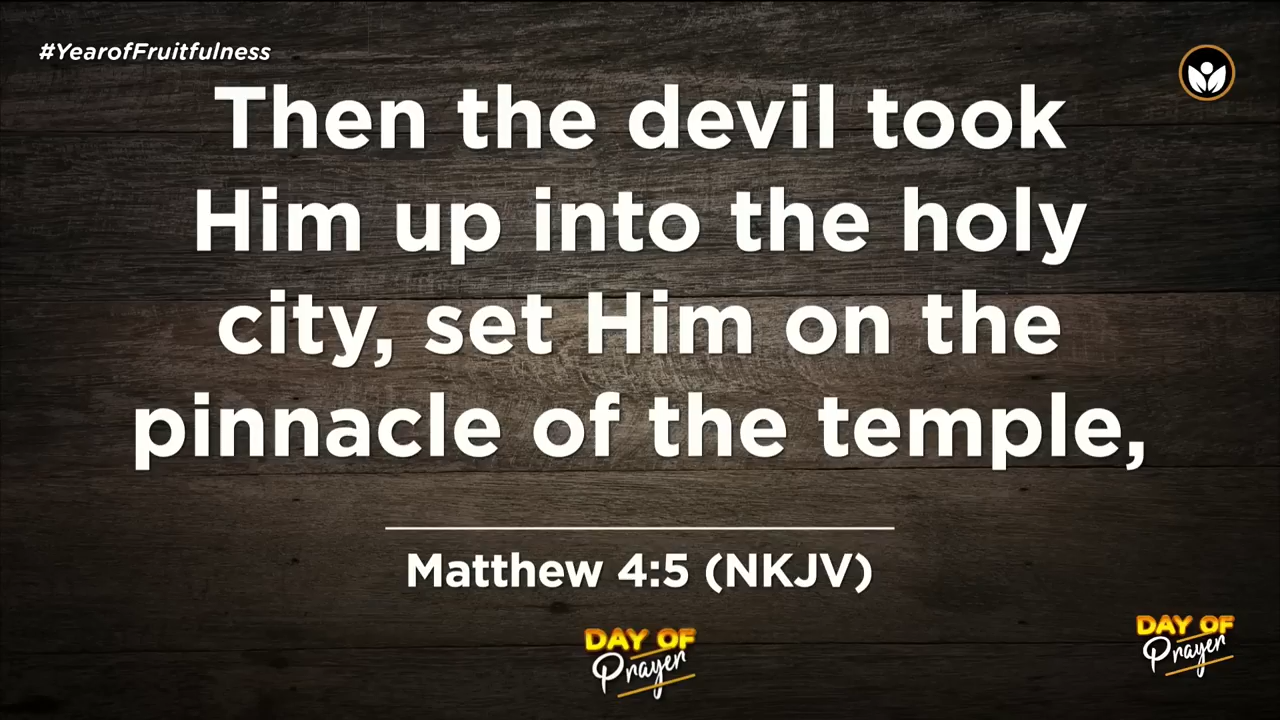 #YearofFruitfulness
Then the devil took
Him up into the holy
city, set Him on the
pinnacle of the temple,
Matthew 4:5 (NKJV)
DAY OF
Prayer
DAY OF
Prayer